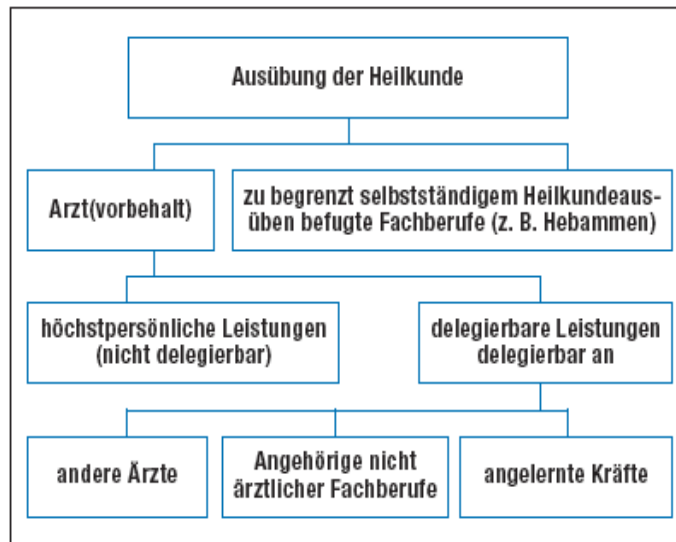 Ausübung der Heilkunde
Arzt(vorbehalt)
zu begrenzt selbstständigem Heilkundeaus-
üben befugte Fachberufe (z. B. Hebammen)
höchstpersönliche Leistungen
(nicht delegierbar)
delegierbare Leistungen
delegierbar an
andere Ärzte
Angehörige nicht
ärztlicher Fachberufe
angelernte Kräfte